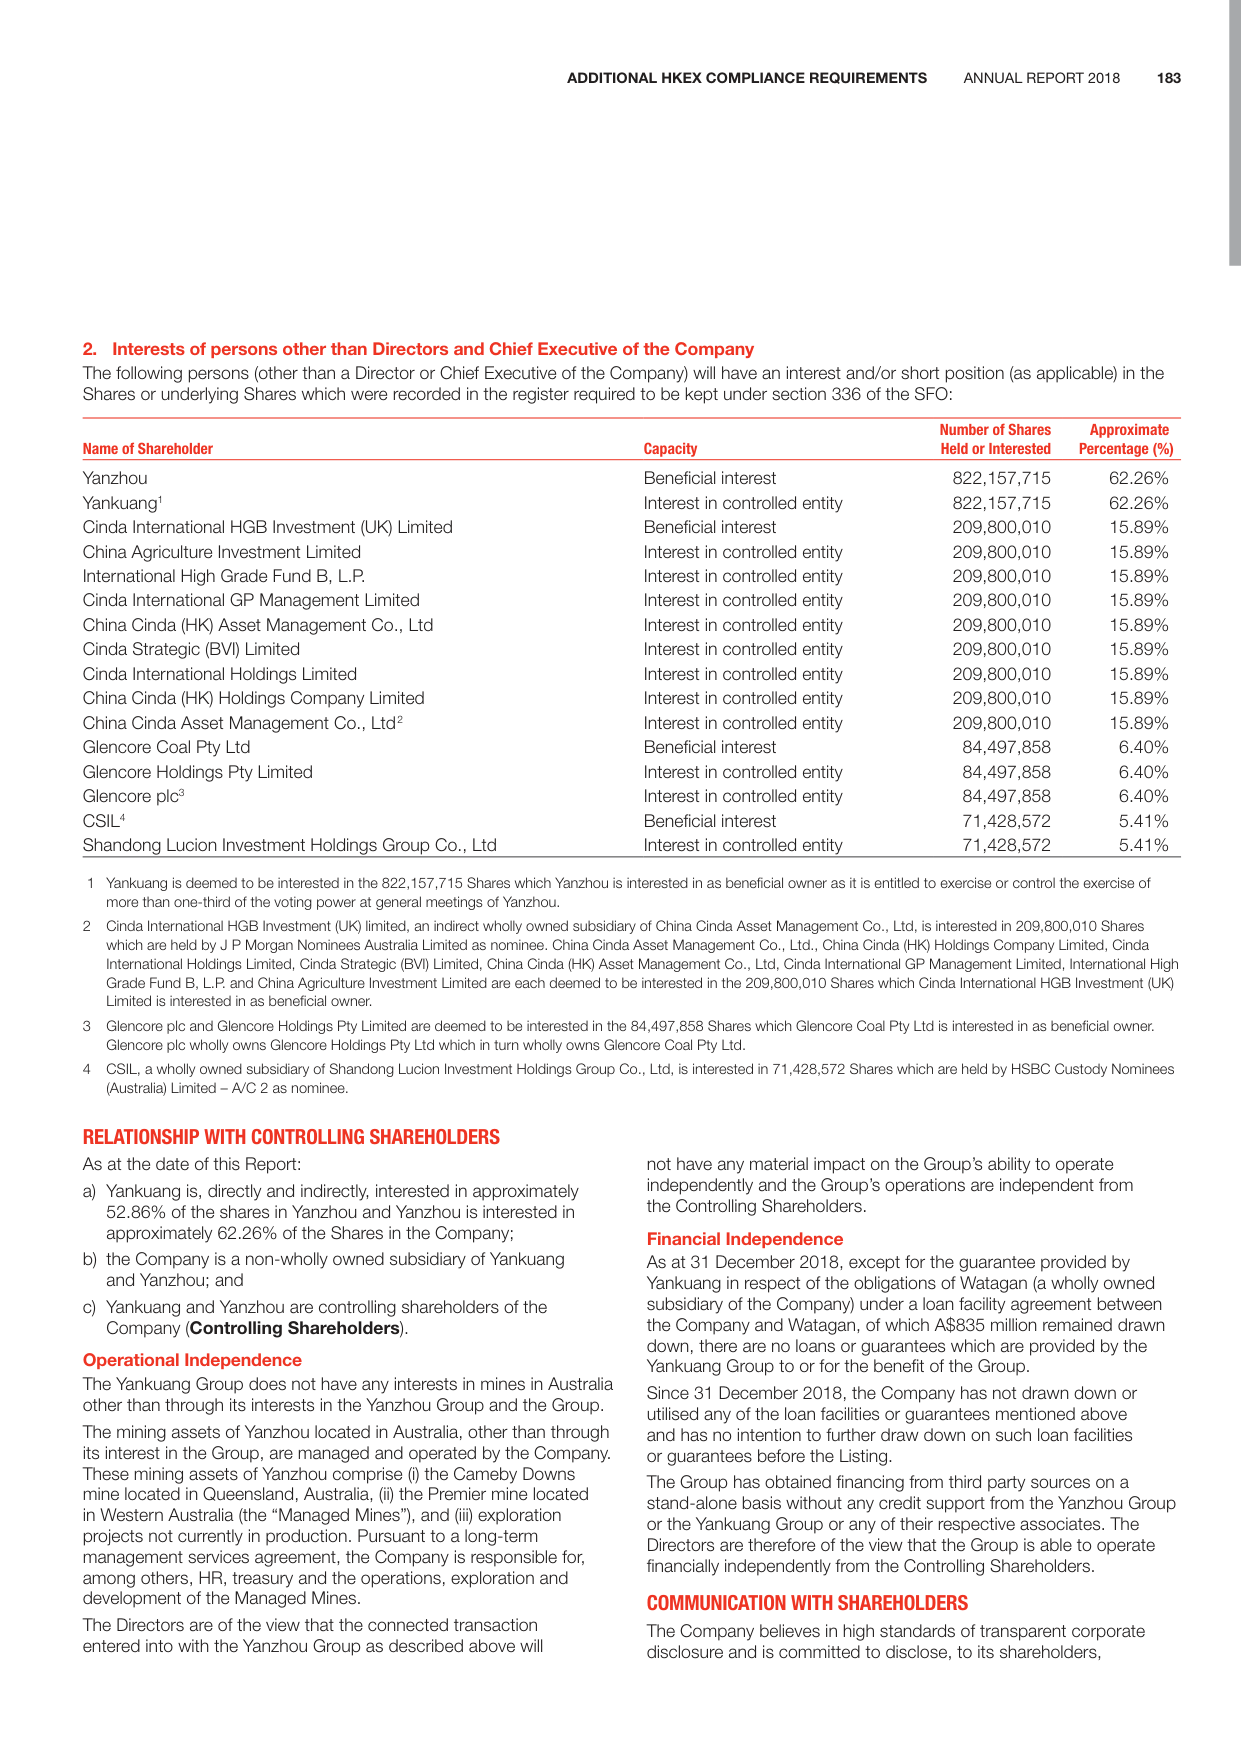 ADDITIONAL HKEX COMPLIANCE REQUIREMENTS ANNUAL REPORT 2018 183
2. Interests of persons other than Directors and Chief Executive of the Company
The following persons (other than a Director or Chief Executive of the Company) will have an interest and/or short position (as applicable) in the
Shares or underlying Shares which were recorded in the register required to be kept under section 336 of the SFO:
Name of Shareholder Capacity Number of Shares Held or Interested Approximate Percentage (%)
Yanzhou Beneficial interest 822,157,715 62.26%
Yankuang1 Interest in controlled entity 822,157,715 62.26%
Cinda International HGB Investment (UK) Limited Beneficial interest 209,800,010 15.89%
China Agriculture Investment Limited Interest in controlled entity 209,800,010 15.89%
International High Grade Fund B, L.P. Interest in controlled entity 209,800,010 15.89%
Cinda International GP Management Limited Interest in controlled entity 209,800,010 15.89%
China Cinda (HK) Asset Management Co., Ltd Interest in controlled entity 209,800,010 15.89%
Cinda Strategic (BVI) Limited Interest in controlled entity 209,800,010 15.89%
Cinda International Holdings Limited Interest in controlled entity 209,800,010 15.89%
China Cinda (HK) Holdings Company Limited Interest in controlled entity 209,800,010 15.89%
China Cinda Asset Management Co., Ltd2 Interest in controlled entity 209,800,010 15.89%
Glencore Coal Pty Ltd Beneficial interest 84,497,858 6.40%
Glencore Holdings Pty Limited Interest in controlled entity 84,497,858 6.40%
Glencore plc3 Interest in controlled entity 84,497,858 6.40%
CSIL4 Beneficial interest 71,428,572 5.41%
Shandong Lucion Investment Holdings Group Co., Ltd Interest in controlled entity 71,428,572 5.41%
1 Yankuang is deemed to be interested in the 822,157,715 Shares which Yanzhou is interested in as beneficial owner as it is entitled to exercise or control the exercise of
more than one-third of the voting power at general meetings of Yanzhou.
2 Cinda International HGB Investment (UK) limited, an indirect wholly owned subsidiary of China Cinda Asset Management Co., Ltd, is interested in 209,800,010 Shares
which are held by J P Morgan Nominees Australia Limited as nominee. China Cinda Asset Management Co., Ltd., China Cinda (HK) Holdings Company Limited, Cinda
International Holdings Limited, Cinda Strategic (BVI) Limited, China Cinda (HK) Asset Management Co., Ltd, Cinda International GP Management Limited, International High
Grade Fund B, L.P. and China Agriculture Investment Limited are each deemed to be interested in the 209,800,010 Shares which Cinda International HGB Investment (UK)
Limited is interested in as beneficial owner.
3 Glencore plc and Glencore Holdings Pty Limited are deemed to be interested in the 84,497,858 Shares which Glencore Coal Pty Ltd is interested in as beneficial owner.
Glencore plc wholly owns Glencore Holdings Pty Ltd which in turn wholly owns Glencore Coal Pty Ltd.
4 CSIL, a wholly owned subsidiary of Shandong Lucion Investment Holdings Group Co., Ltd, is interested in 71,428,572 Shares which are held by HSBC Custody Nominees
(Australia) Limited – A/C 2 as nominee.
RELATIONSHIP WITH CONTROLLING SHAREHOLDERS
As at the date of this Report:
a) Yankuang is, directly and indirectly, interested in approximately
52.86% of the shares in Yanzhou and Yanzhou is interested in
approximately 62.26% of the Shares in the Company;
b) the Company is a non-wholly owned subsidiary of Yankuang
and Yanzhou; and
c) Yankuang and Yanzhou are controlling shareholders of the
Company (Controlling Shareholders).
Operational Independence
The Yankuang Group does not have any interests in mines in Australia
other than through its interests in the Yanzhou Group and the Group.
The mining assets of Yanzhou located in Australia, other than through
its interest in the Group, are managed and operated by the Company.
These mining assets of Yanzhou comprise (i) the Cameby Downs
mine located in Queensland, Australia, (ii) the Premier mine located
in Western Australia (the “Managed Mines”), and (iii) exploration
projects not currently in production. Pursuant to a long-term
management services agreement, the Company is responsible for,
among others, HR, treasury and the operations, exploration and
development of the Managed Mines.
The Directors are of the view that the connected transaction
entered into with the Yanzhou Group as described above will
not have any material impact on the Group’s ability to operate
independently and the Group’s operations are independent from
the Controlling Shareholders.
Financial Independence
As at 31 December 2018, except for the guarantee provided by
Yankuang in respect of the obligations of Watagan (a wholly owned
subsidiary of the Company) under a loan facility agreement between
the Company and Watagan, of which A$835 million remained drawn
down, there are no loans or guarantees which are provided by the
Yankuang Group to or for the benefit of the Group.
Since 31 December 2018, the Company has not drawn down or
utilised any of the loan facilities or guarantees mentioned above
and has no intention to further draw down on such loan facilities
or guarantees before the Listing.
The Group has obtained financing from third party sources on a
stand-alone basis without any credit support from the Yanzhou Group
or the Yankuang Group or any of their respective associates. The
Directors are therefore of the view that the Group is able to operate
financially independently from the Controlling Shareholders.
COMMUNICATION WITH SHAREHOLDERS
The Company believes in high standards of transparent corporate
disclosure and is committed to disclose, to its shareholders,